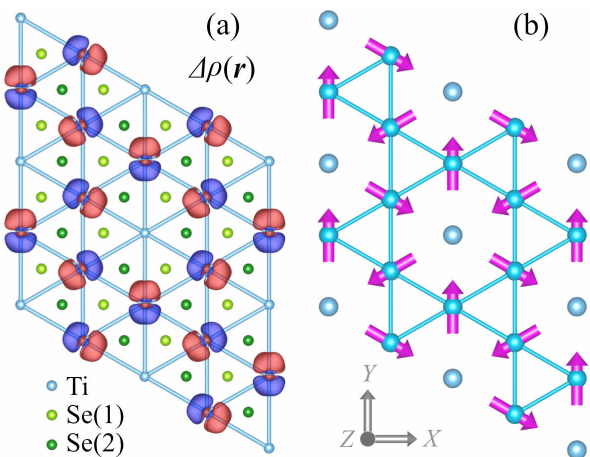 (a)
Δρ(r)
Ti
Se(1)
Se(2)
(b)
Y
Z
X